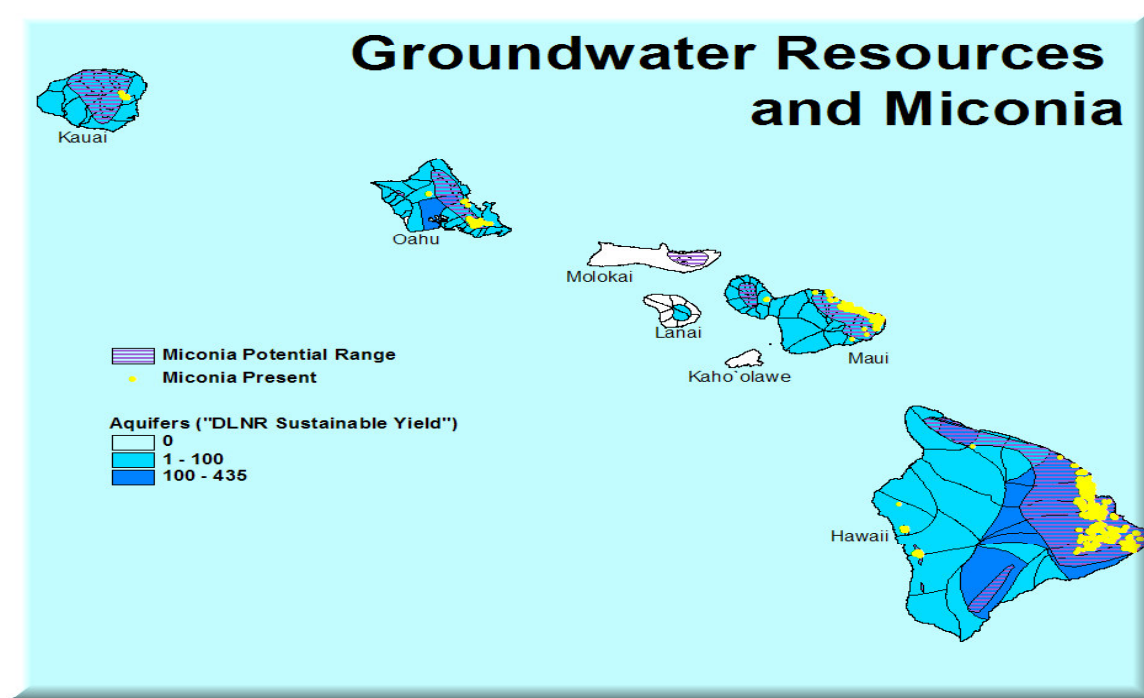 Groundwater Resources
and Miconia
Kauai
Oahu
Molokai
Lanai
Maui
Kaho`olawe
Hawaii
Miconia Potential Range
Miconia Present
Aquifers ("DLNR Sustainable Yield")
0
1 - 100
100 - 435